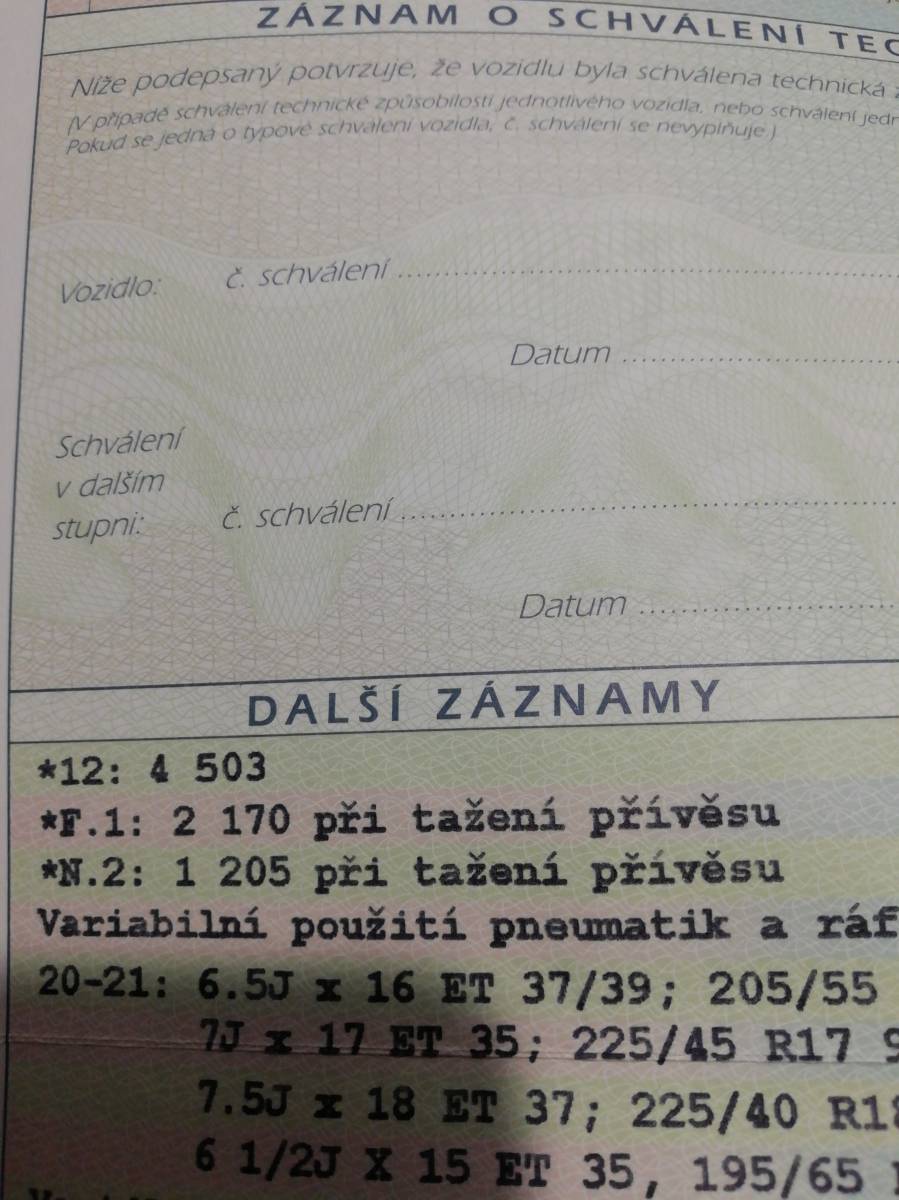 ZÁZNAM O SCHVÁLENÍ
Níže podepsaný potvrzuje, že vozidlu byla schválena technická
(V případě schválení technické způsobilosti jednotlivého vozidla, nebo schválení
Pokud se jedná o typové schválení vozidla, č. schválení se nevyplňuje.)
Vozidlo: č. schválení
Datum
Schválení
v dalším
stupni: č. schválení
Datum
DALŠÍ ZÁZNAMY
*12: 4 503
*F.1: 2 170 při tažení přívěsu
*N.2: 1 205 při tažení přívěsu
Variabilní použití pneumatik a
20-21: 6.5J x 16 ET 37/39; 205/55
7J x 17 ET 35; 225/45 R17
7.5J x 18 ET 37; 225/40
6 1/2J X 15 ET 35, 195/65